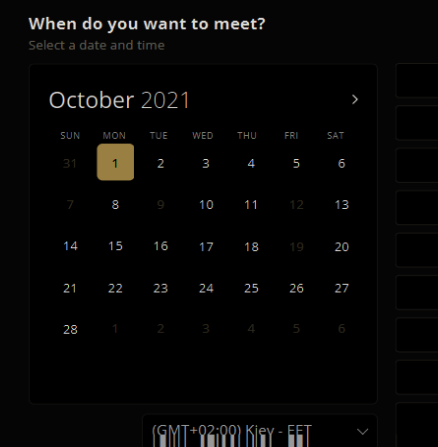 When do you want to meet?
Select a date and time
October 2021
SUN MON TUE WED THU FRI SAT
31 1 2 3 4 5 6
7 8 9 10 11 12 13
14 15 16 17 18 19 20
21 22 23 24 25 26 27
28 1 2 3 4 5 6
(GMT+02:00) Kiev - EET